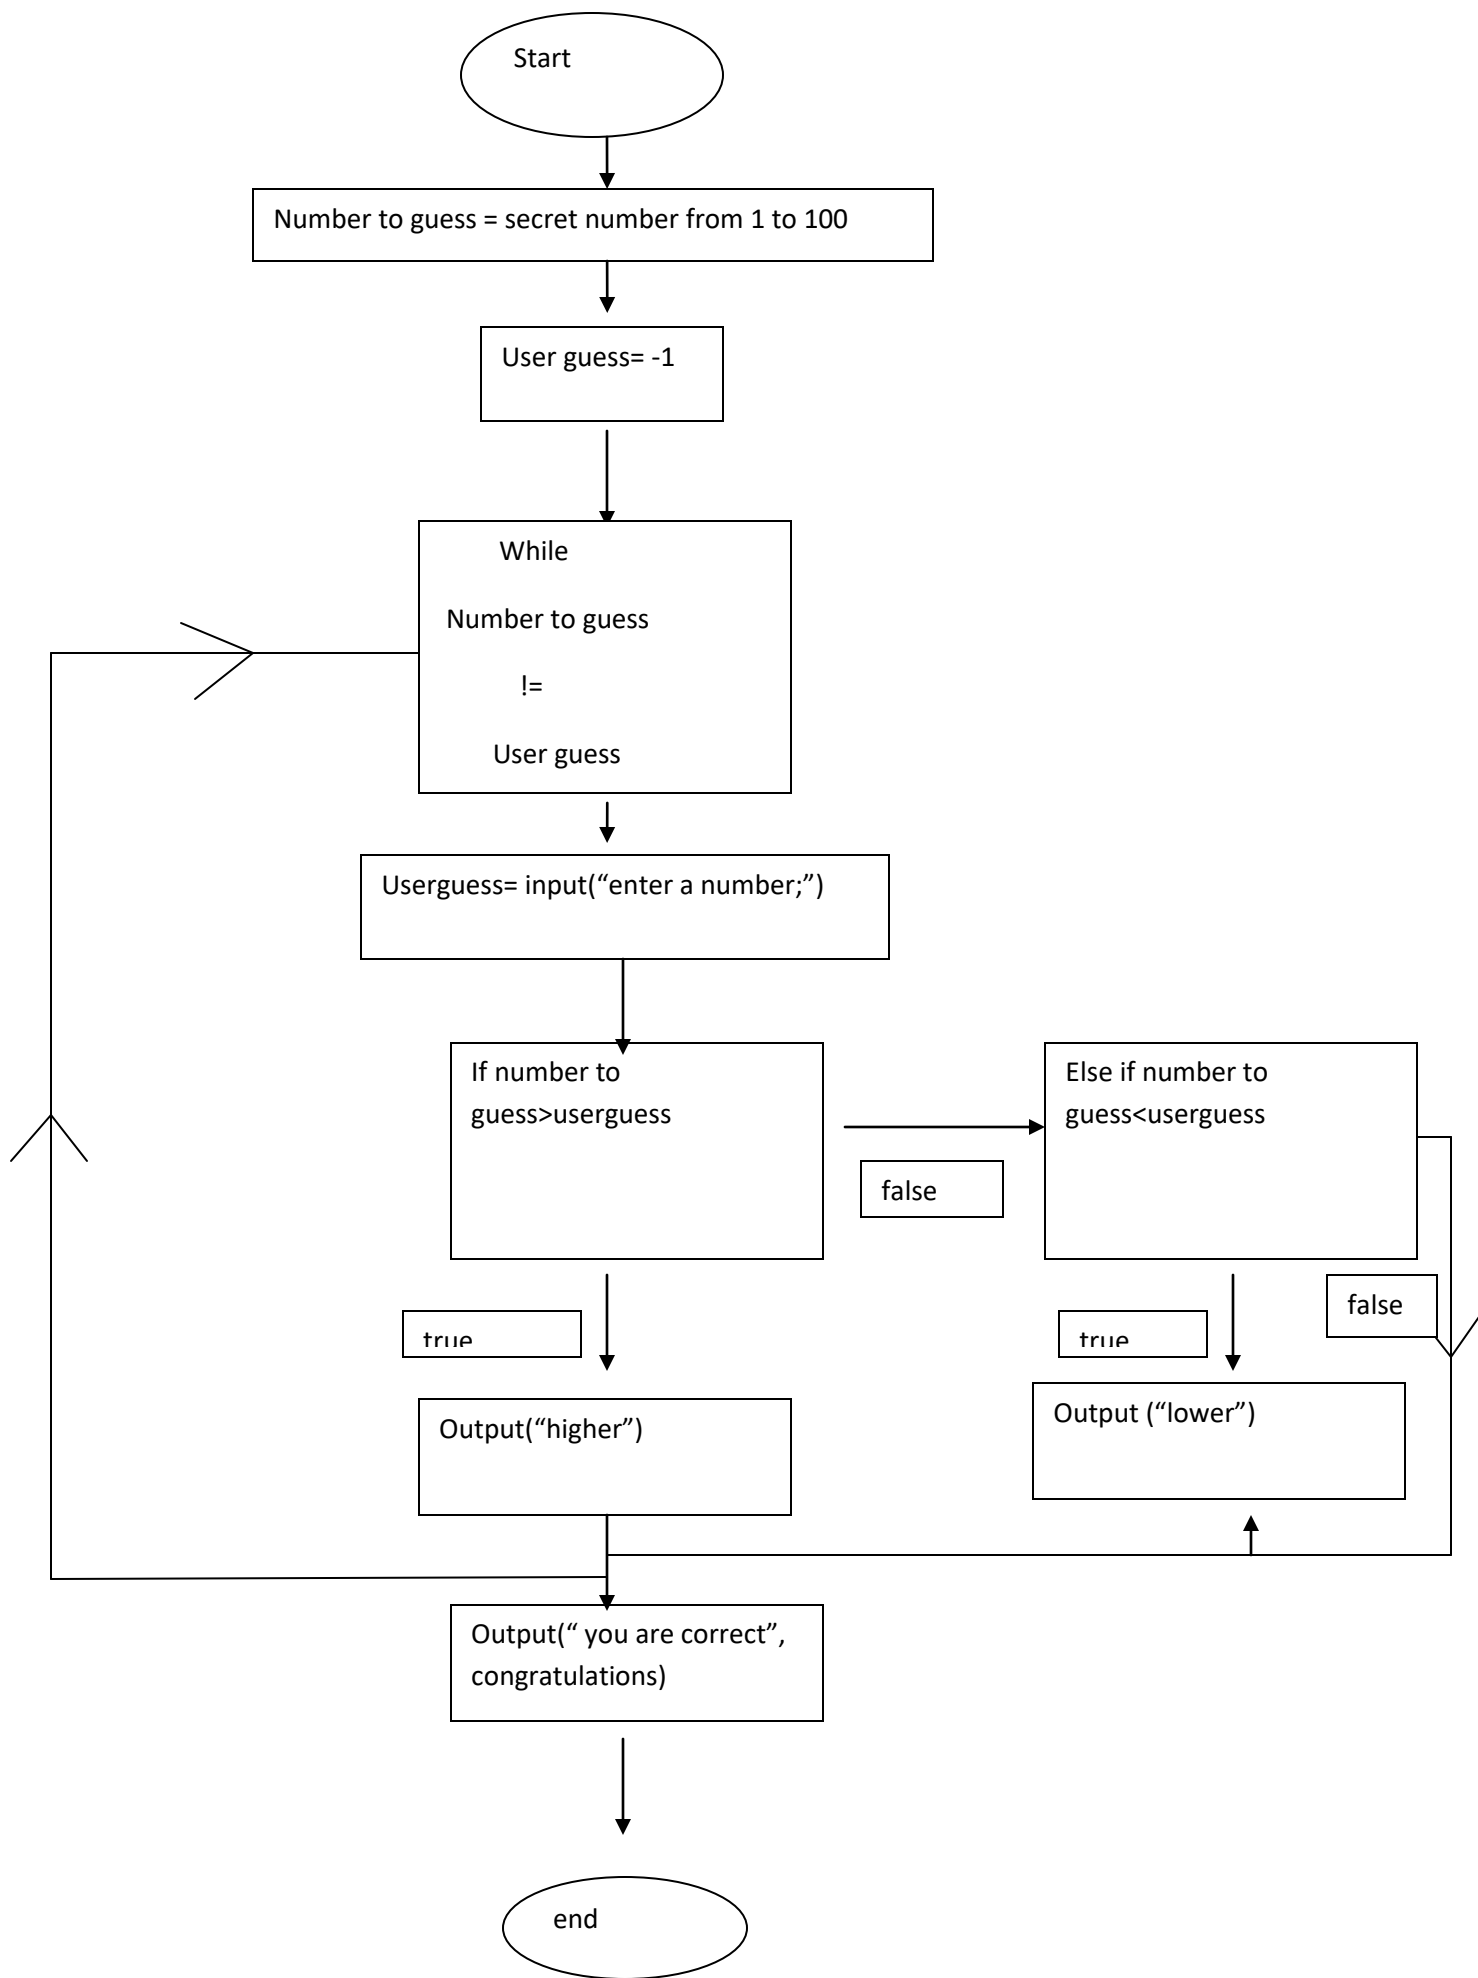 Start
Number to guess = secret number from 1 to 100
User guess= -1
While
Number to guess
!=
User guess
Userguess= input(“enter a number;”)
If number to
guess>userguess
false
Else if number to
guess<userguess
true
true
false
Output(“higher”)
Output (“lower”)
Output(“ you are correct”,
congratulations)
end